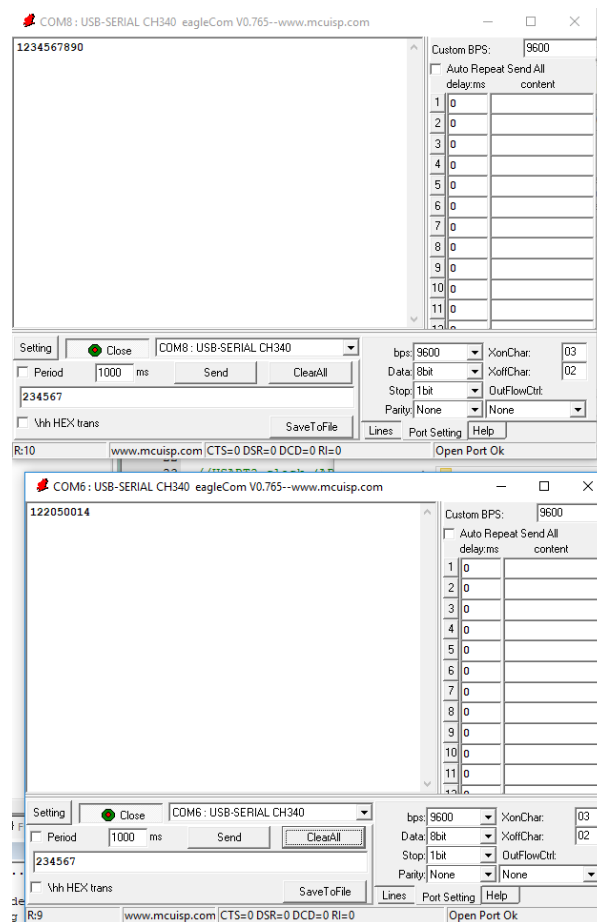 COM8 : USB-SERIAL CH340 eagleCom V0.765--www.mcuisp.com
1234567890
Custom BPS: 9600
Auto Repeat Send All
delay:ms content
1 0
2 0
3 0
4 0
5 0
6 0
7 0
8 0
9 0
10 0
11 0
Setting Close COM8 : USB-SERIAL CH340
Period 1000 ms Send ClearAll
234567
\hh HEX trans SaveToFile
bps: 9600 XonChar: 03
Data: 8bit XoffChar: 02
Stop: 1bit OutFlowCtrl:
Parity: None None
Lines Port Setting Help
R:10 www.mcuisp.com CTS=0 DSR=0 DCD=0 RI=0 Open Port Ok
COM6 : USB-SERIAL CH340 eagleCom V0.765--www.mcuisp.com
122050014
Custom BPS: 9600
Auto Repeat Send All
delay:ms content
1 0
2 0
3 0
4 0
5 0
6 0
7 0
8 0
9 0
10 0
11 0
Setting Close COM6 : USB-SERIAL CH340
Period 1000 ms Send ClearAll
234567
\hh HEX trans SaveToFile
bps: 9600 XonChar: 03
Data: 8bit XoffChar: 02
Stop: 1bit OutFlowCtrl:
Parity: None None
Lines Port Setting Help
R:9 www.mcuisp.com CTS=0 DSR=0 DCD=0 RI=0 Open Port Ok